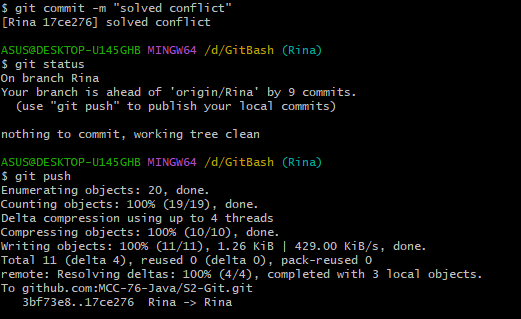 $ git commit -m "solved conflict"
[Rina 17ce276] solved conflict
ASUS@DESKTOP-U145GHB MINGW64 /d/GitBash (Rina)
$ git status
On branch Rina
Your branch is ahead of 'origin/Rina' by 9 commits.
  (use "git push" to publish your local commits)
nothing to commit, working tree clean
ASUS@DESKTOP-U145GHB MINGW64 /d/GitBash (Rina)
$ git push
Enumerating objects: 20, done.
Counting objects: 100% (19/19), done.
Delta compression using up to 4 threads
Compressing objects: 100% (10/10), done.
Writing objects: 100% (11/11), 1.26 KiB | 429.00 KiB/s, done.
Total 11 (delta 4), reused 0 (delta 0), pack-reused 0
remote: Resolving deltas: 100% (4/4), completed with 3 local objects.
To github.com:MCC-76-Java/S2-Git.git
   3bf73e8..17ce276  Rina -> Rina